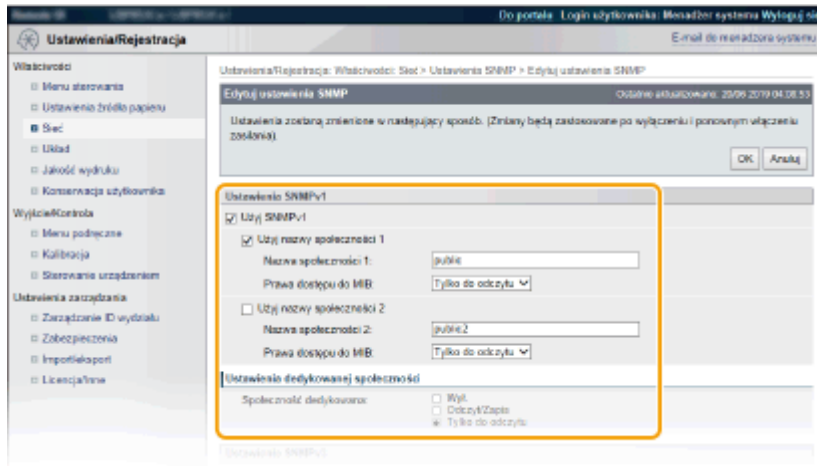 Do portalu Login użytkownika: Menadżer systemu Wyloguj się
Ustawienia/Rejestracja
E-mail do menadżora systemu
Właściwości
Menu sterowania
Ustawienia źródła papieru
Sieć
Układ
Jakość wydruku
Konserwacja użytkownika
Wyjście/Kontrola
Menu podręczne
Kalibracja
Sterowanie urządzeniem
Ustawienia zarządzania
Zarządzanie ID wydziału
Zabezpieczenia
Import/eksport
Licencja/Inne
Ustawienia/Rejestracja: Właściwości: Sieć > Ustawienia SNMP > Edytuj ustawienia SNMP
Edytuj ustawienia SNMP
Ostatnio aktualizowane: 20/06 2019 04:08:53
Ustawienia zostaną zmienione w następujący sposób. (Zmiany będą zastosowane po wyłączeniu i ponownym włączeniu
zasilania).
OK Anuluj
Ustawienia SNMPv1
Użyj SNMPv1
Użyj nazwy społeczności 1
Nazwa społeczności 1: public
Prawa dostępu do MIB: Tylko do odczytu
Użyj nazwy społeczności 2
Nazwa społeczności 2: public2
Prawa dostępu do MIB: Tylko do odczytu
Ustawienia dedykowanej społeczności
Społeczność dedykowana: Wył.
Odczyt/Zapis
Tylko do odczytu